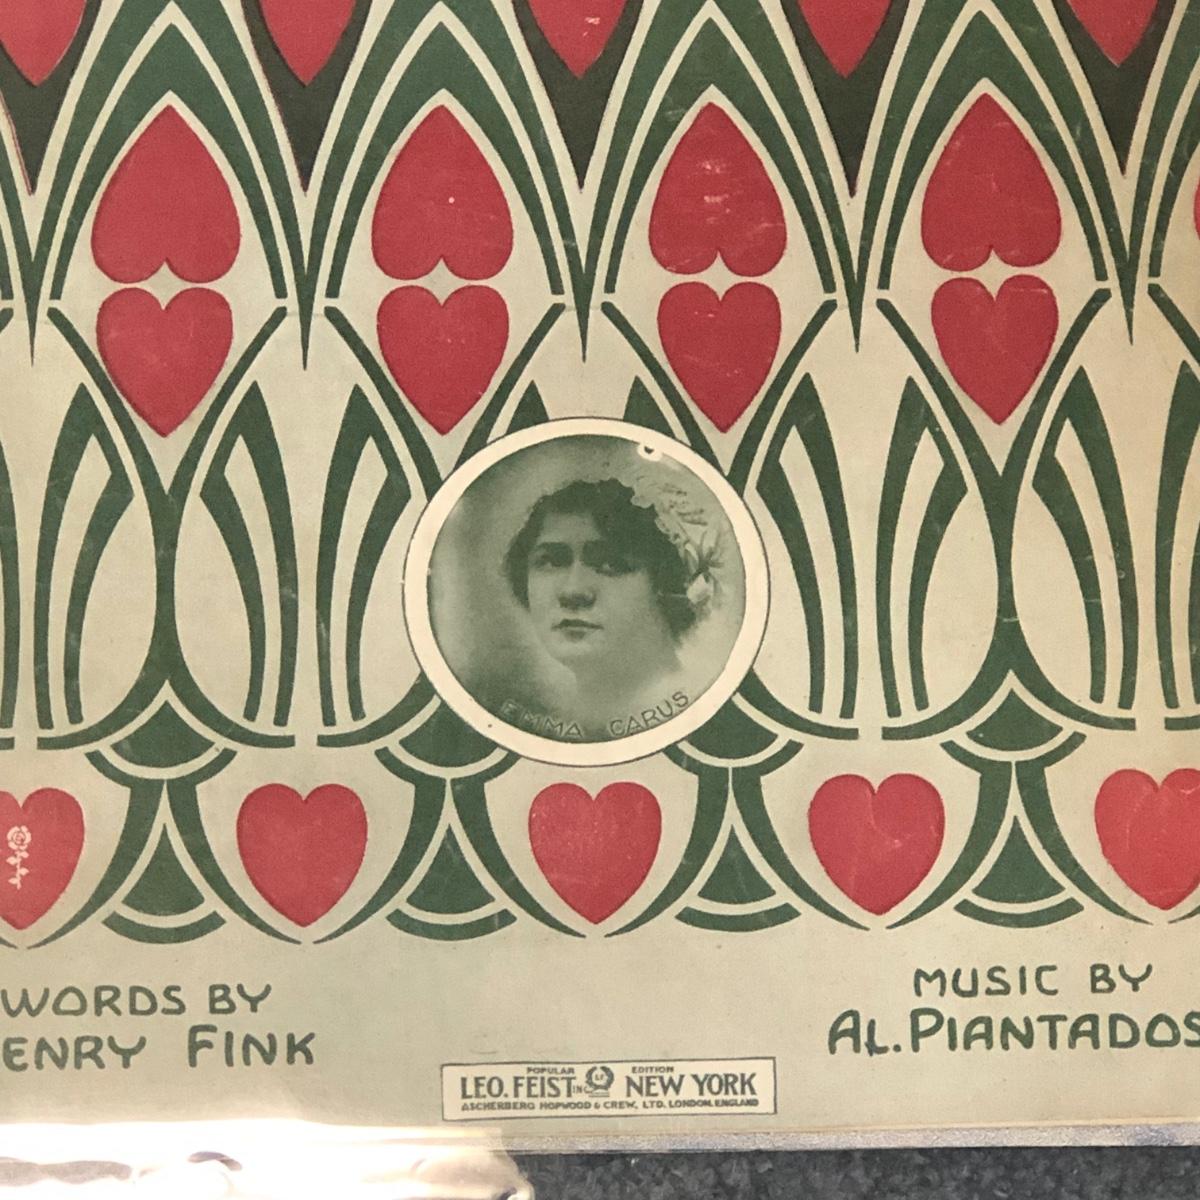 EMMA CARUS
WORDS BY
ENRY FINK
MUSIC BY
AL. PIANTADOS
POPULAR EDITION
LEO. FEIST INC LF NEW YORK
ASCHERBERG HOPWOOD & CREW, LTD. LONDON, ENGLAND